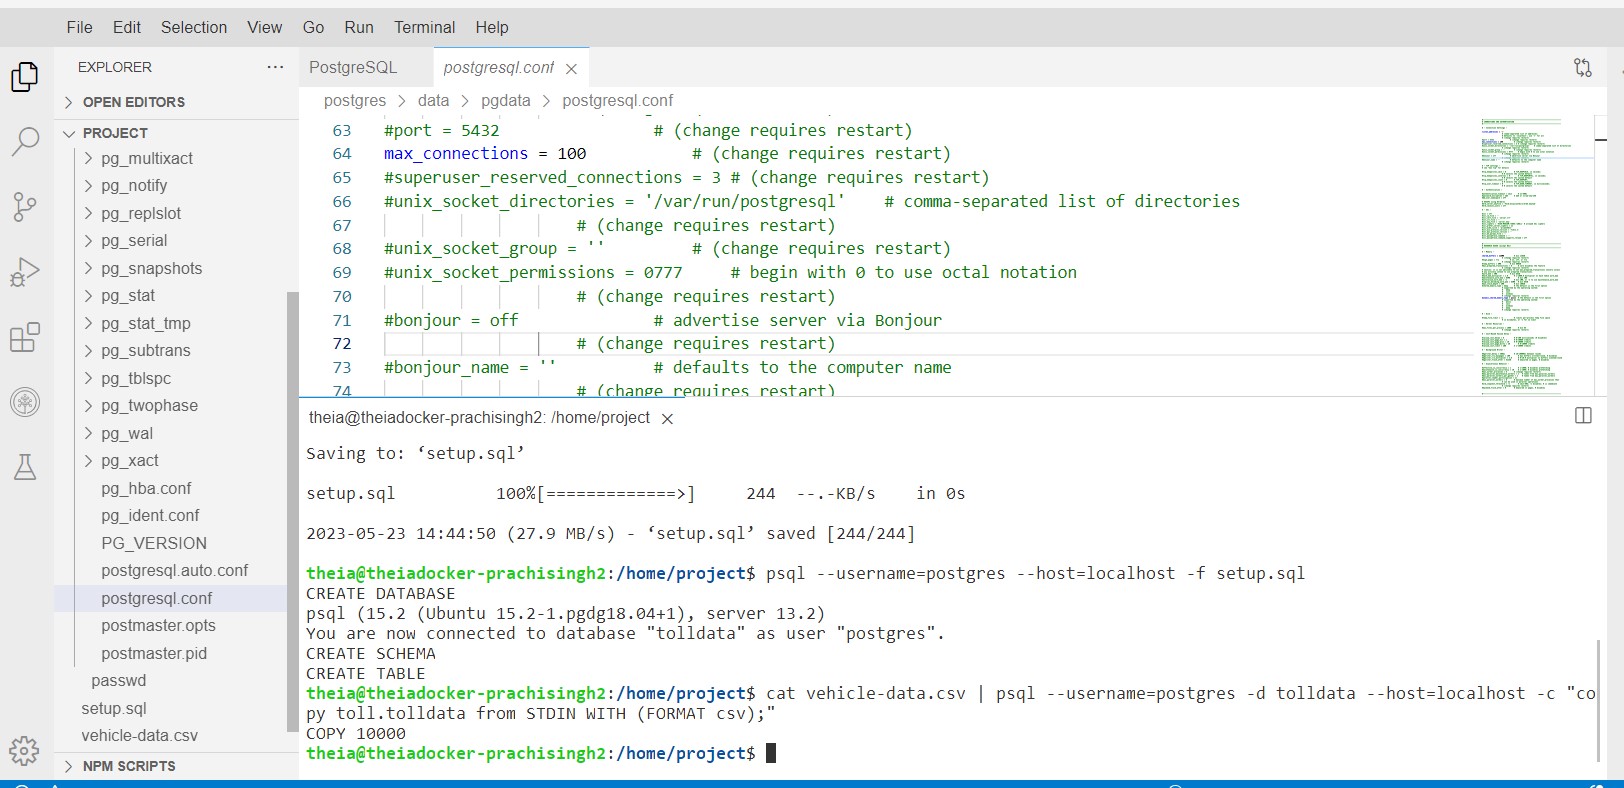 File Edit Selection View Go Run Terminal Help
EXPLORER ...
OPEN EDITORS
PROJECT
pg_multixact
pg_notify
pg_replslot
pg_serial
pg_snapshots
pg_stat
pg_stat_tmp
pg_subtrans
pg_tblspc
pg_twophase
pg_wal
pg_xact
pg_hba.conf
pg_ident.conf
PG_VERSION
postgresql.auto.conf
postgresql.conf
postmaster.opts
postmaster.pid
passwd
setup.sql
vehicle-data.csv
NPM SCRIPTS
PostgreSQL postgresql.conf
postgres > data > pgdata > postgresql.conf
63 #port = 5432 # (change requires restart)
64 max_connections = 100 # (change requires restart)
65 #superuser_reserved_connections = 3 # (change requires restart)
66 #unix_socket_directories = '/var/run/postgresql' # comma-separated list of directories
67 # (change requires restart)
68 #unix_socket_group = '' # (change requires restart)
69 #unix_socket_permissions = 0777 # begin with 0 to use octal notation
70 # (change requires restart)
71 #bonjour = off # advertise server via Bonjour
72 # (change requires restart)
73 #bonjour_name = '' # defaults to the computer name
74 # (change requires restart)
theia@theiadocker-prachisingh2: /home/project
Saving to: ‘setup.sql’
setup.sql 100%[=============>] 244 --.-KB/s in 0s
2023-05-23 14:44:50 (27.9 MB/s) - ‘setup.sql’ saved [244/244]
theia@theiadocker-prachisingh2:/home/project$ psql --username=postgres --host=localhost -f setup.sql
CREATE DATABASE
psql (15.2 (Ubuntu 15.2-1.pgdg18.04+1), server 13.2)
You are now connected to database "tolldata" as user "postgres".
CREATE SCHEMA
CREATE TABLE
theia@theiadocker-prachisingh2:/home/project$ cat vehicle-data.csv | psql --username=postgres -d tolldata --host=localhost -c "co
py toll.tolldata from STDIN WITH (FORMAT csv);"
COPY 10000
theia@theiadocker-prachisingh2:/home/project$